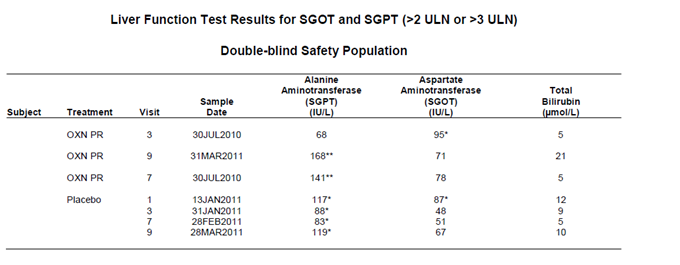 Liver Function Test Results for SGOT and SGPT (>2 ULN or >3 ULN)
Double-blind Safety Population
Subject Treatment Visit Sample Date Alanine Aminotransferase (SGPT) (IU/L) Aspartate Aminotransferase (SGOT) (IU/L) Total Bilirubin (µmol/L)
OXN PR 3 30JUL2010 68 95* 5
OXN PR 9 31MAR2011 168** 71 21
OXN PR 7 30JUL2010 141** 78 5
Placebo 1 13JAN2011 117* 87* 12
3 31JAN2011 88* 48 9
7 28FEB2011 83* 51 5
9 28MAR2011 119* 67 10